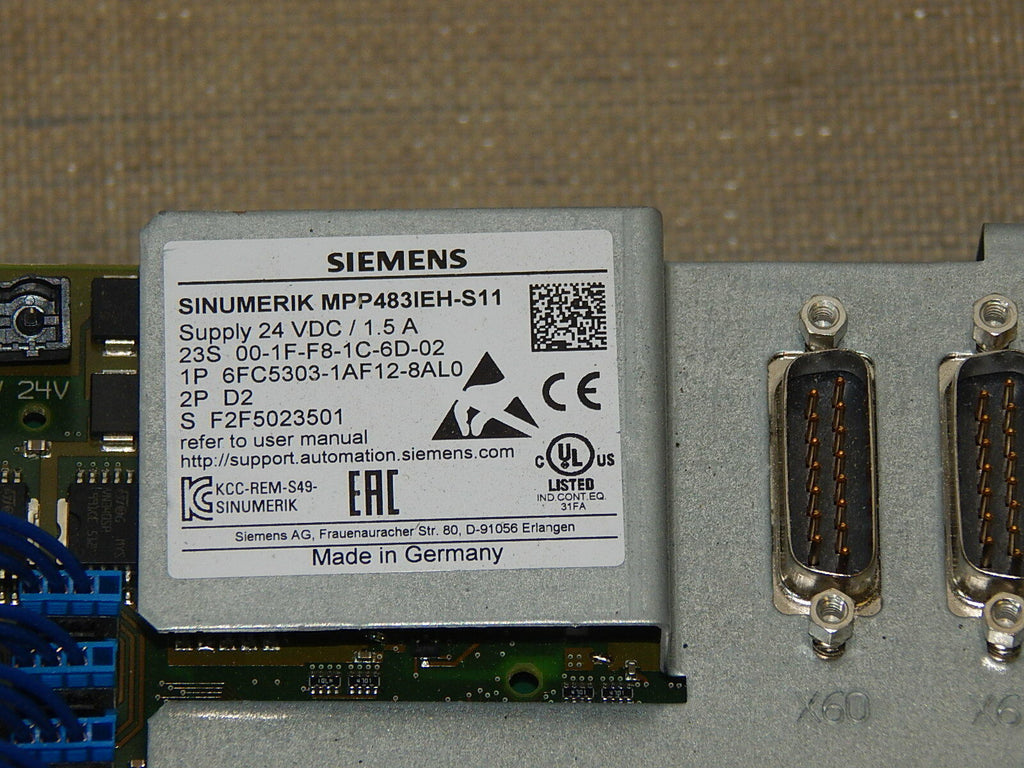 SIEMENS
SINUMERIK MPP483IEH-S11
Supply 24 VDC / 1.5 A
23S 00-1F-F8-1C-6D-02
1P 6FC5303-1AF12-8AL0
2P D2
S F2F5023501
refer to user manual
http://support.automation.siemens.com
KCC-REM-S49-
SINUMERIK
EAC
CE
C UL US
LISTED
IND.CONT.EQ.
31FA
Siemens AG, Frauenauracher Str. 80, D-91056 Erlangen
Made in Germany
24V
X60